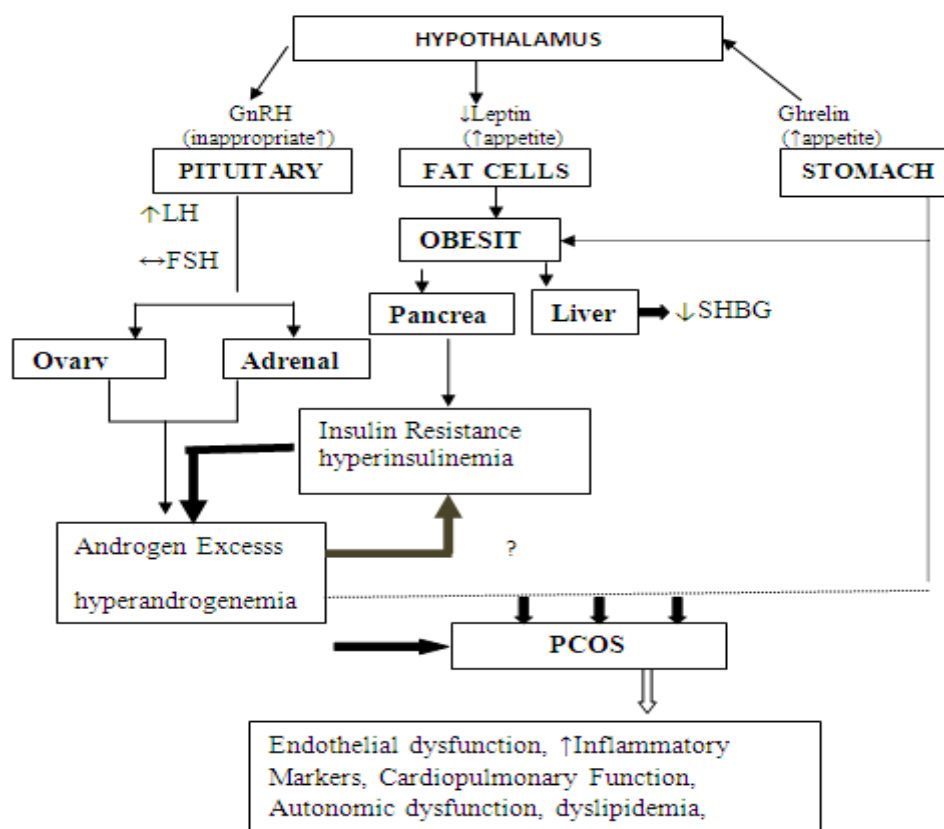 HYPOTHALAMUS
GnRH
(inappropriate↑)
↓Leptin
(↑appetite)
Ghrelin
(↑appetite)
PITUITARY
FAT CELLS
STOMACH
↑LH
OBESIT
↔FSH
Pancrea
Liver
↓SHBG
Ovary
Adrenal
Insulin Resistance
hyperinsulinemia
Androgen Excesss
?
hyperandrogenemia
PCOS
Endothelial dysfunction, ↑Inflammatory
Markers, Cardiopulmonary Function,
Autonomic dysfunction, dyslipidemia,